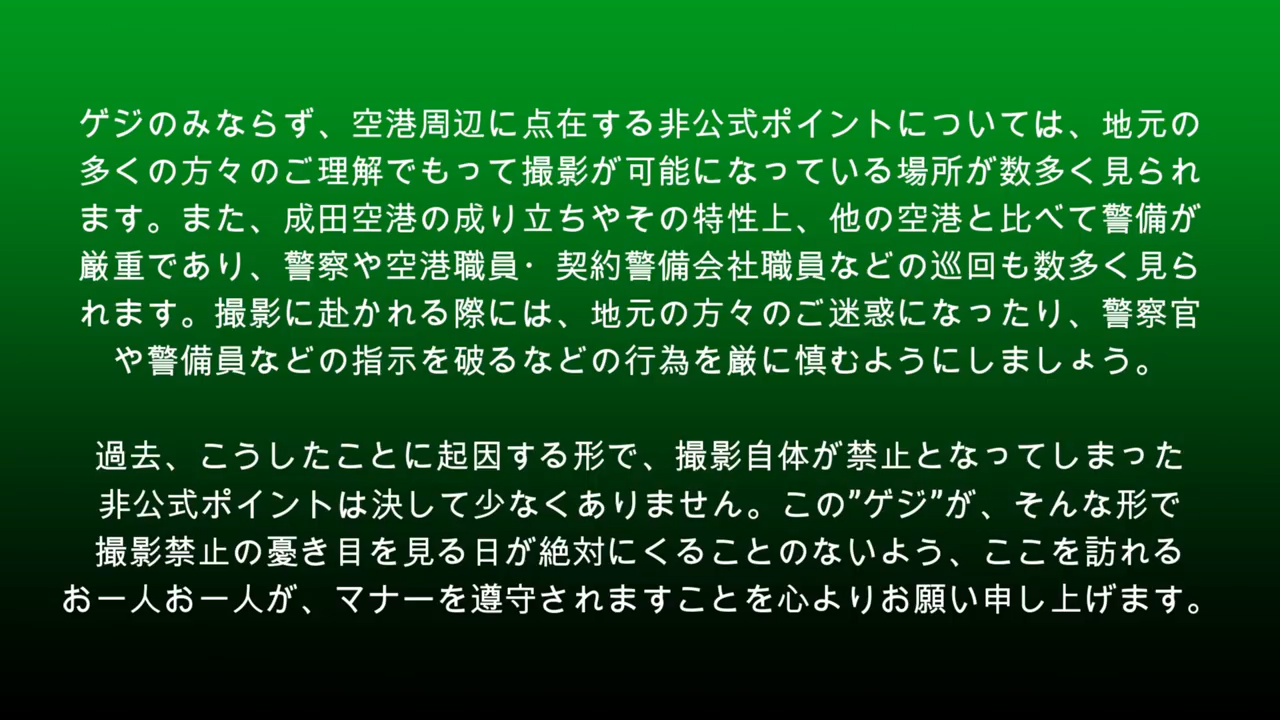 ゲジのみならず、空港周辺に点在する非公式ポイントについては、地元の
多くの方々のご理解でもって撮影が可能になっている場所が数多く見られ
ます。また、成田空港の成り立ちやその特性上、他の空港と比べて警備が
厳重であり、警察や空港職員・契約警備会社職員などの巡回も数多く見ら
れます。撮影に赴かれる際には、地元の方々のご迷惑になったり、警察官
や警備員などの指示を破るなどの行為を厳に慎むようにしましょう。
過去、こうしたことに起因する形で、撮影自体が禁止となってしまった
非公式ポイントは決して少なくありません。この”ゲジ”が、そんな形で
撮影禁止の憂き目を見る日が絶対にくることのないよう、ここを訪れる
お一人お一人が、マナーを遵守されますことを心よりお願い申し上げます。